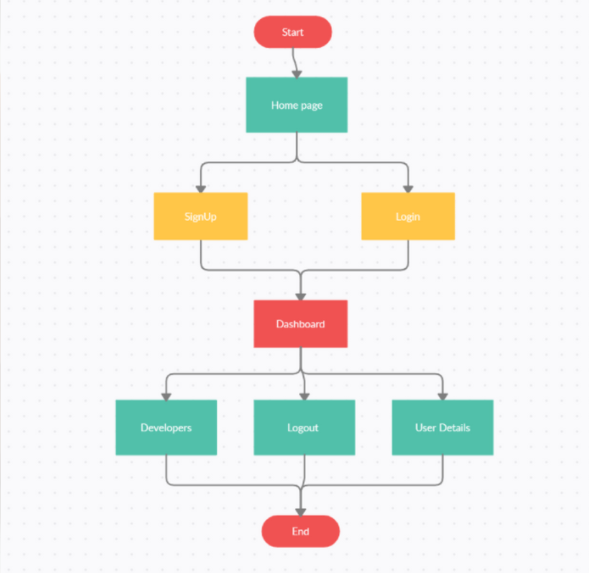 Start
Home page
SignUp
Login
Dashboard
Developers
Logout
User Details
End